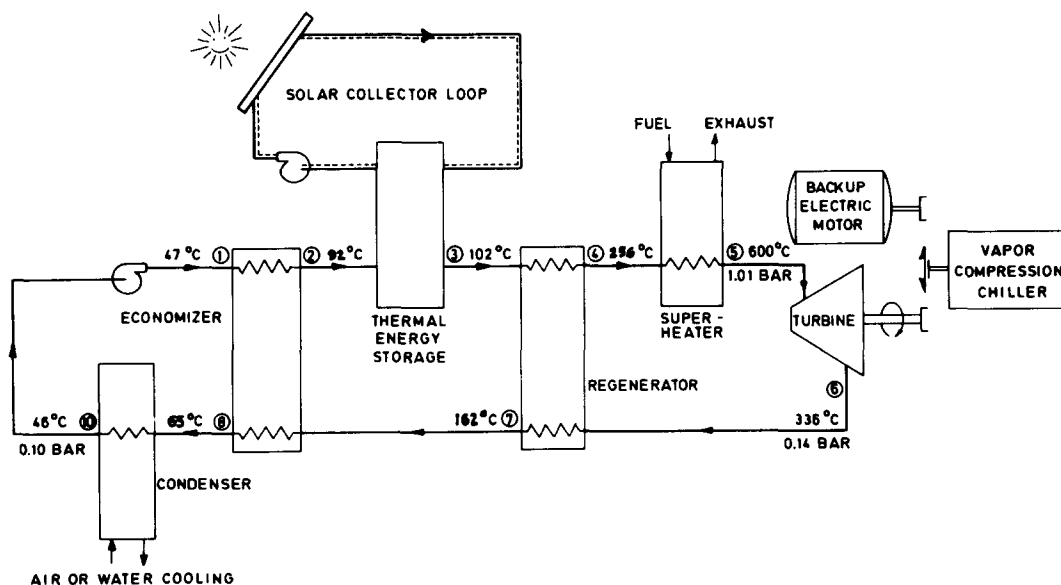 SOLAR COLLECTOR LOOP
FUEL
EXHAUST
BACKUP
ELECTRIC
MOTOR
VAPOR
COMPRESSION
CHILLER
47 °C
①
②
92°C
③
102°C
④
256°C
⑤
600°C
1.01 BAR
ECONOMIZER
THERMAL
ENERGY
STORAGE
SUPER -
HEATER
TURBINE
REGENERATOR
⑥
46°C
⑩
65°C
⑧
162°C
⑦
336°C
0.10 BAR
0.14 BAR
CONDENSER
AIR OR WATER COOLING